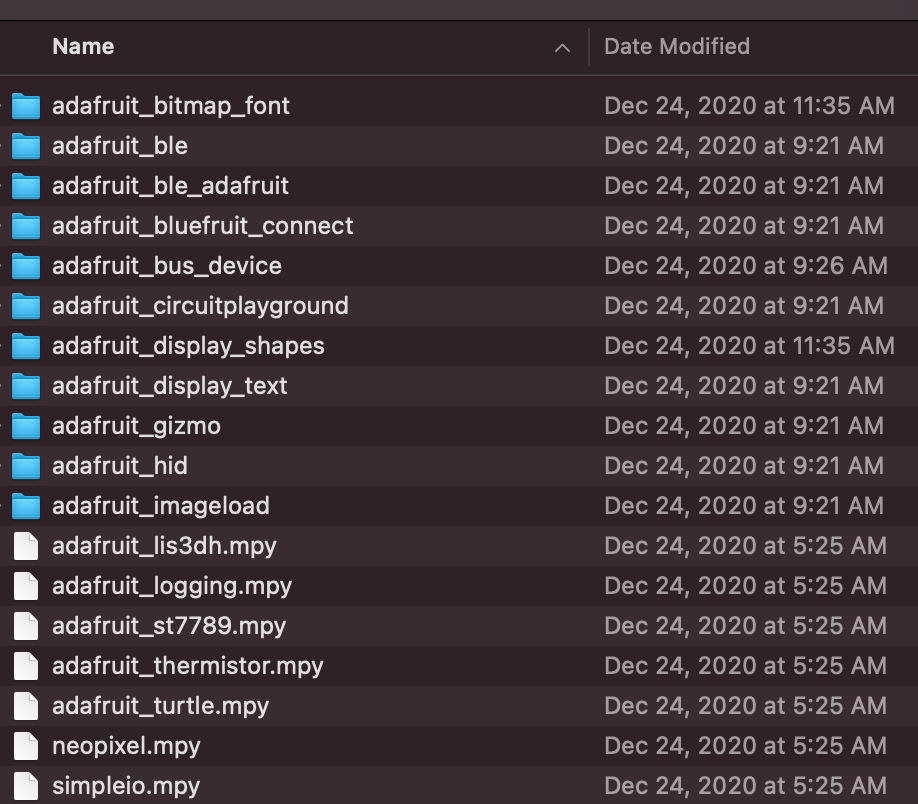 Name Date Modified
adafruit_bitmap_font Dec 24, 2020 at 11:35 AM
adafruit_ble Dec 24, 2020 at 9:21 AM
adafruit_ble_adafruit Dec 24, 2020 at 9:21 AM
adafruit_bluefruit_connect Dec 24, 2020 at 9:21 AM
adafruit_bus_device Dec 24, 2020 at 9:26 AM
adafruit_circuitplayground Dec 24, 2020 at 9:21 AM
adafruit_display_shapes Dec 24, 2020 at 11:35 AM
adafruit_display_text Dec 24, 2020 at 9:21 AM
adafruit_gizmo Dec 24, 2020 at 9:21 AM
adafruit_hid Dec 24, 2020 at 9:21 AM
adafruit_imageload Dec 24, 2020 at 9:21 AM
adafruit_lis3dh.mpy Dec 24, 2020 at 5:25 AM
adafruit_logging.mpy Dec 24, 2020 at 5:25 AM
adafruit_st7789.mpy Dec 24, 2020 at 5:25 AM
adafruit_thermistor.mpy Dec 24, 2020 at 5:25 AM
adafruit_turtle.mpy Dec 24, 2020 at 5:25 AM
neopixel.mpy Dec 24, 2020 at 5:25 AM
simpleio.mpy Dec 24, 2020 at 5:25 AM